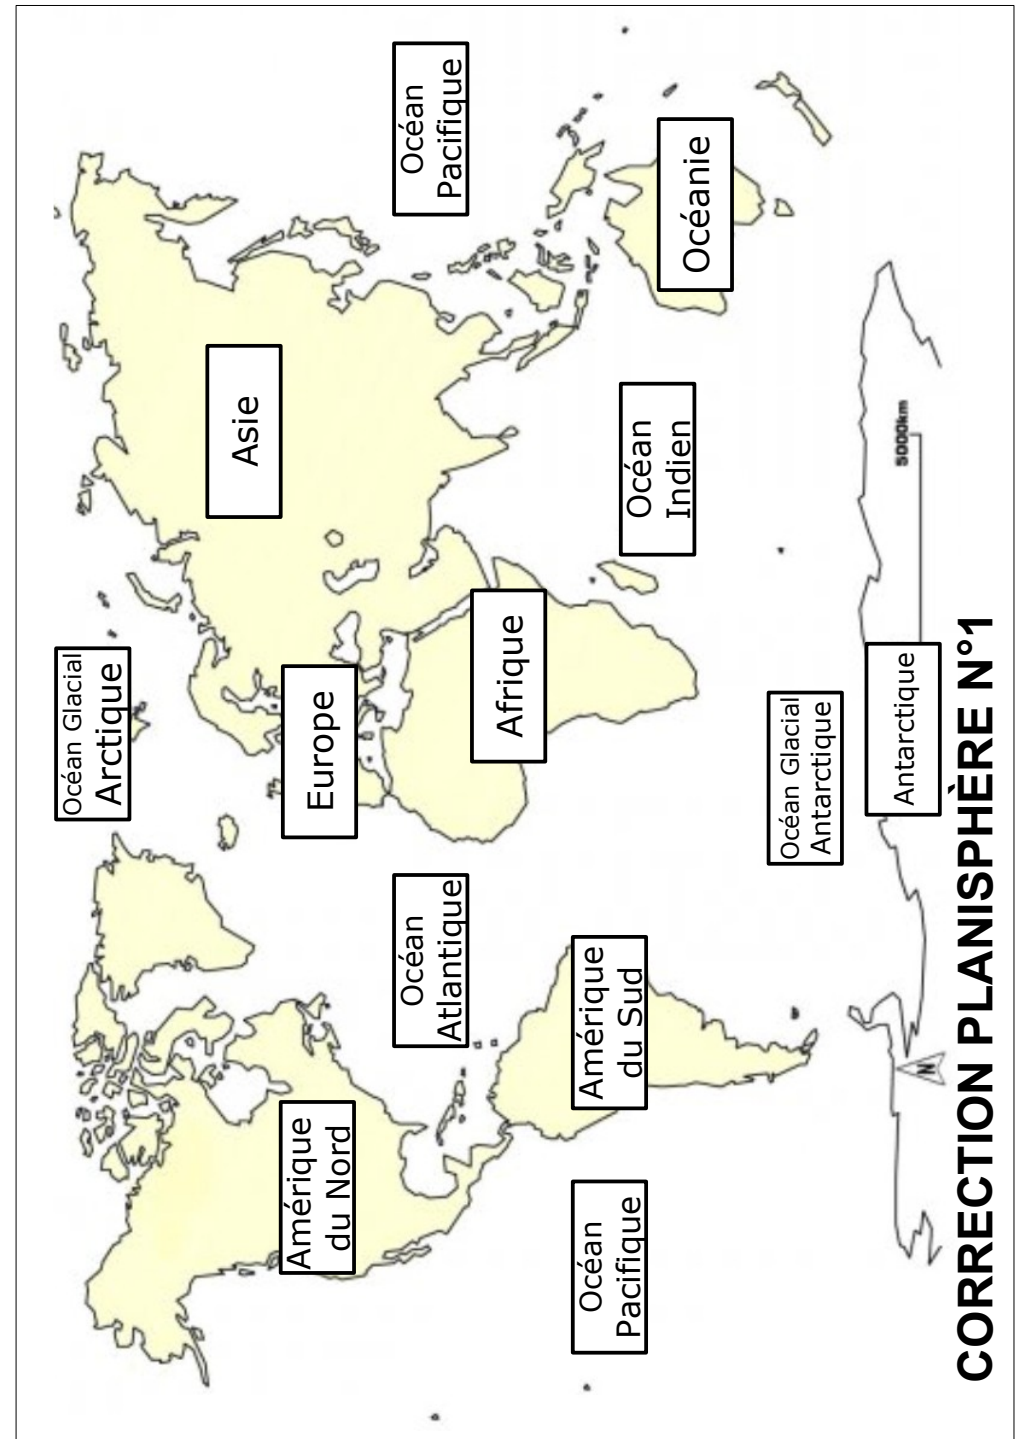 Océan Glacial
Arctique
Amérique
du Nord
Europe
Asie
Océan
Atlantique
Océan
Pacifique
Afrique
Océan
Pacifique
Amérique
du Sud
Océan
Indien
Océanie
Océan Glacial
Antarctique
Antarctique
5000km
N
CORRECTION PLANISPHÈRE N°1